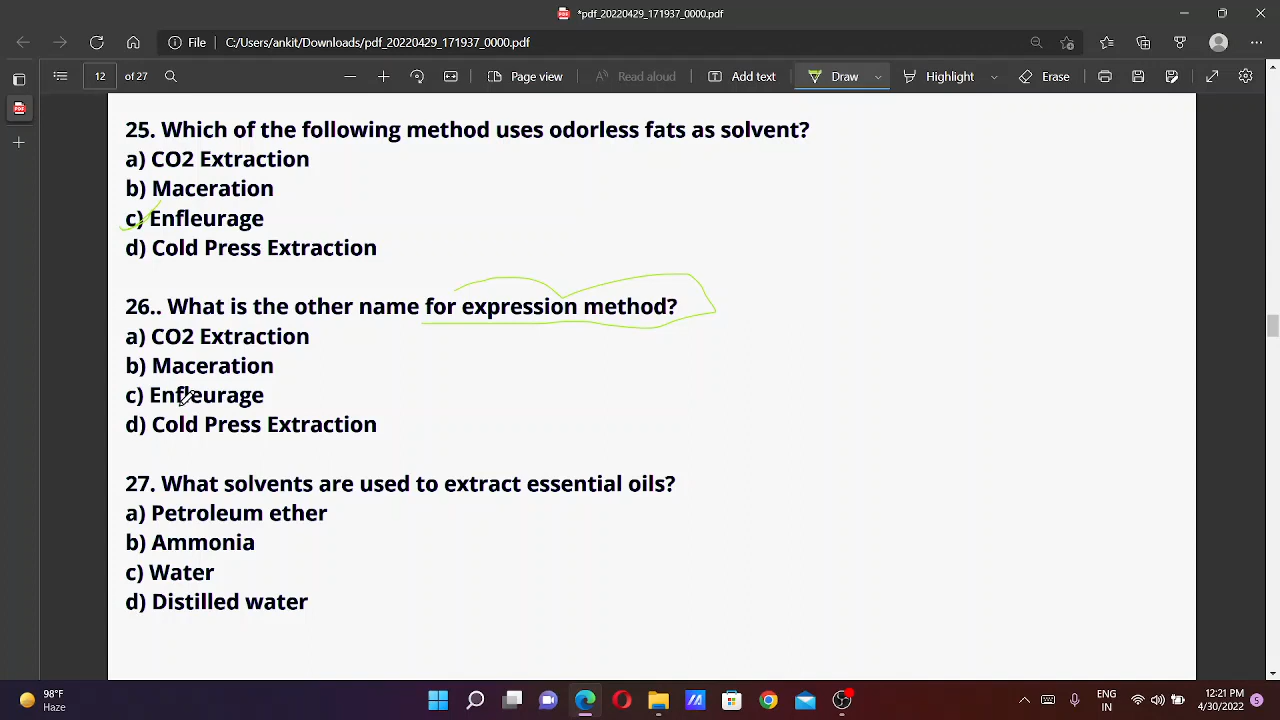 *pdf_20220429_171937_0000.pdf
File C:/Users/ankit/Downloads/pdf_20220429_171937_0000.pdf
12 of 27 Page view Read aloud Add text Draw Highlight Erase
25. Which of the following method uses odorless fats as solvent?
a) CO2 Extraction
b) Maceration
c) Enfleurage
d) Cold Press Extraction
26.. What is the other name for expression method?
a) CO2 Extraction
b) Maceration
c) Enfleurage
d) Cold Press Extraction
27. What solvents are used to extract essential oils?
a) Petroleum ether
b) Ammonia
c) Water
d) Distilled water
98°F
Haze
ENG
IN
12:21 PM
4/30/2022
S